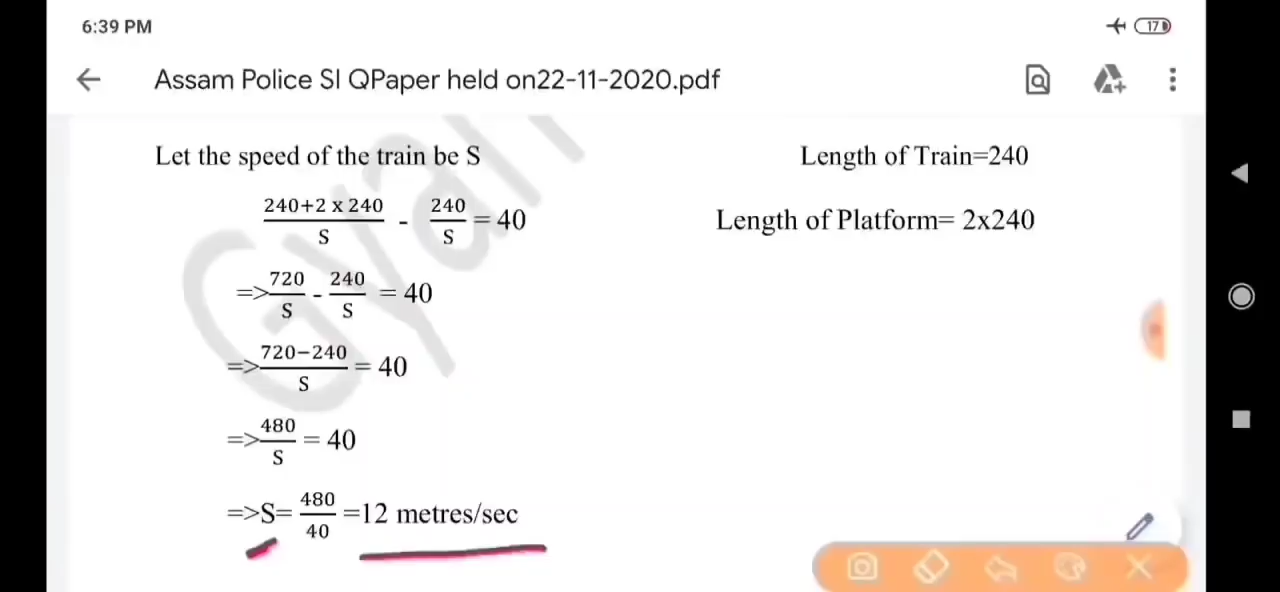 6:39 PM
17
Assam Police SI QPaper held on22-11-2020.pdf
Gyan
Let the speed of the train be S
Length of Train=240
240+2 x 240/S - 240/S = 40
Length of Platform= 2x240
=>720/S - 240/S = 40
=>720−240/S = 40
=>480/S = 40
=>S= 480/40 =12 metres/sec